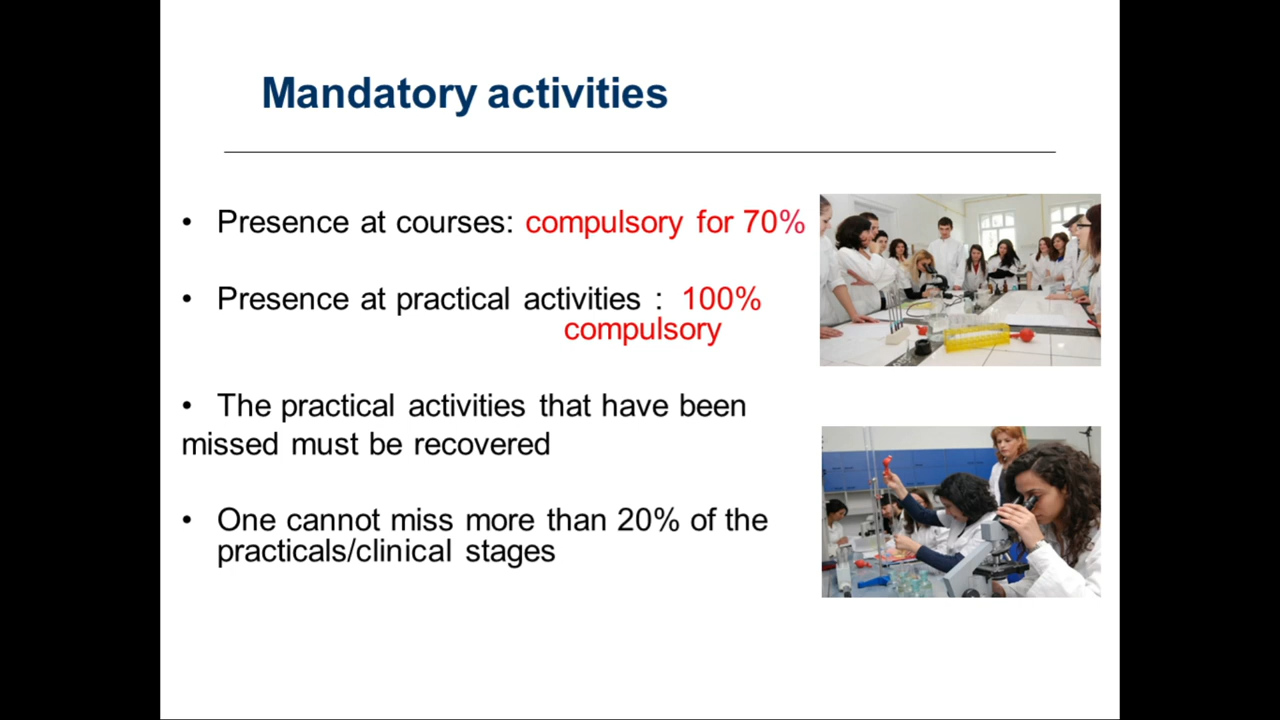 Mandatory activities
• Presence at courses: compulsory for 70%
• Presence at practical activities : 100%
compulsory
• The practical activities that have been
missed must be recovered
• One cannot miss more than 20% of the
practicals/clinical stages